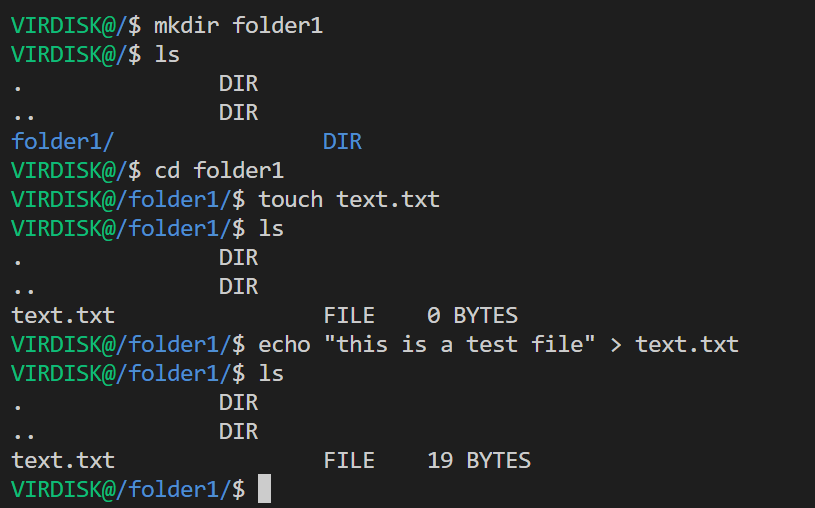 VIRDISK@/$ mkdir folder1
VIRDISK@/$ ls
.               DIR
..              DIR
folder1/                DIR
VIRDISK@/$ cd folder1
VIRDISK@/folder1/$ touch text.txt
VIRDISK@/folder1/$ ls
.               DIR
..              DIR
text.txt                FILE    0 BYTES
VIRDISK@/folder1/$ echo "this is a test file" > text.txt
VIRDISK@/folder1/$ ls
.               DIR
..              DIR
text.txt                FILE    19 BYTES
VIRDISK@/folder1/$